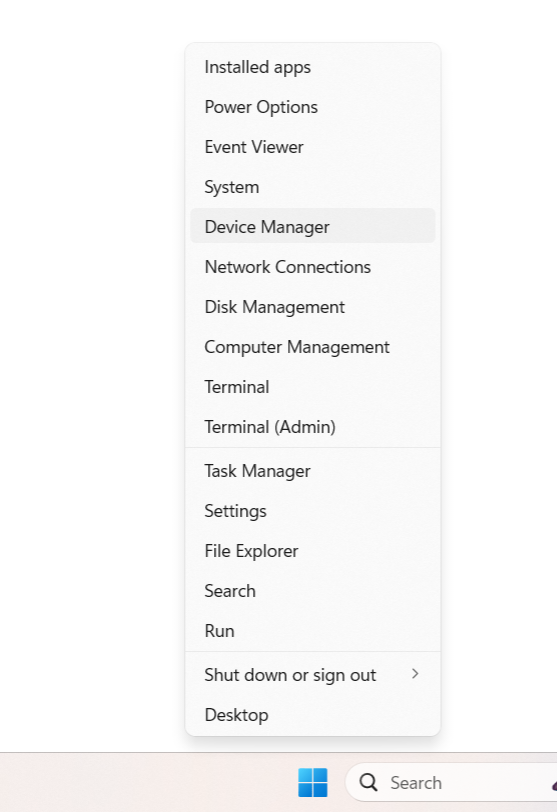 Installed apps
Power Options
Event Viewer
System
Device Manager
Network Connections
Disk Management
Computer Management
Terminal
Terminal (Admin)
Task Manager
Settings
File Explorer
Search
Run
Shut down or sign out
Desktop
Search